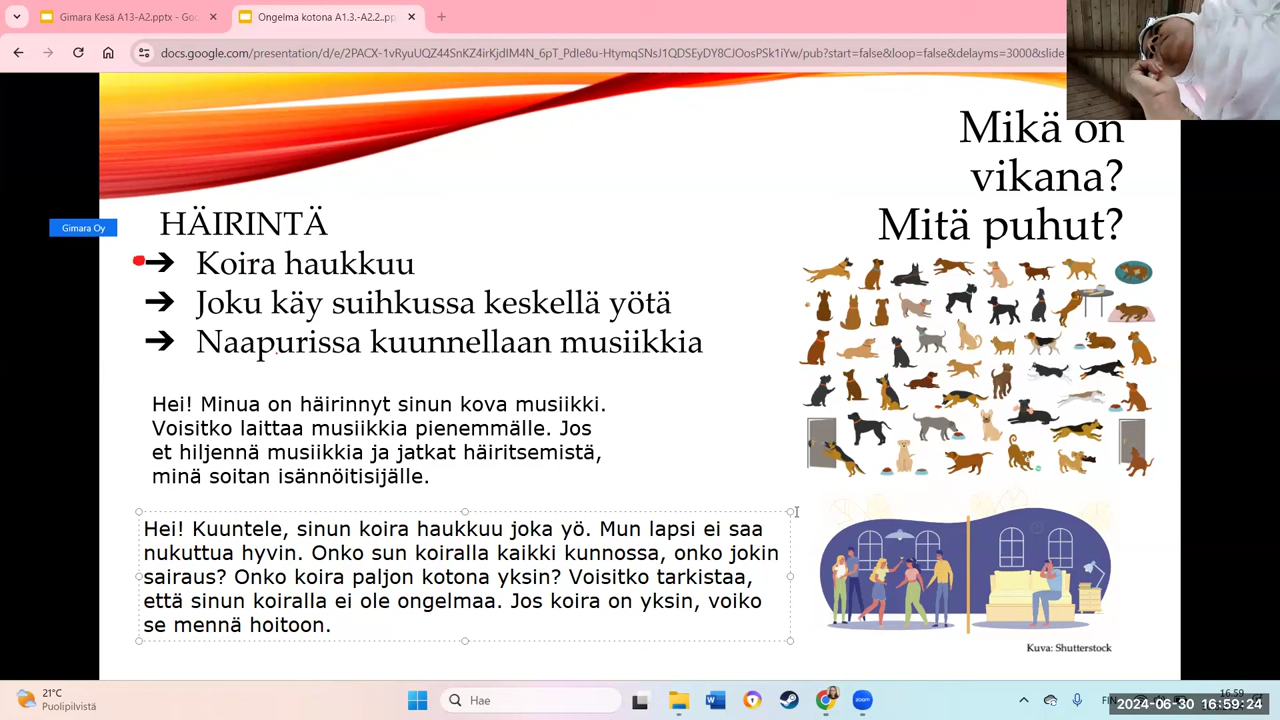 Gimara Kesä A13-A2.pptx - Goo
Ongelma kotona A1.3.-A2.2..ppt
docs.google.com/presentation/d/e/2PACX-1vRyuUQZ44SnKZ4irKjdIM4N_6pT_PdIe8u-HtymqSNsJ1QDSEyDY8CJOosPSk1iYw/pub?start=false&loop=false&delayms=3000&slide
Mikä on
vikana?
Mitä puhut?
Gimara Oy
HÄIRINTÄ
➔ Koira haukkuu
➔ Joku käy suihkussa keskellä yötä
➔ Naapurissa kuunnellaan musiikkia
Hei! Minua on häirinnyt sinun kova musiikki.
Voisitko laittaa musiikkia pienemmälle. Jos
et hiljennä musiikkia ja jatkat häiritsemistä,
minä soitan isännöitisijälle.
Hei! Kuuntele, sinun koira haukkuu joka yö. Mun lapsi ei saa
nukuttua hyvin. Onko sun koiralla kaikki kunnossa, onko jokin
sairaus? Onko koira paljon kotona yksin? Voisitko tarkistaa,
että sinun koiralla ei ole ongelmaa. Jos koira on yksin, voiko
se mennä hoitoon.
Kuva: Shutterstock
21°C
Puolipilvistä
Hae
zoom
FIN
16.59
2024-06-30 16:59:24